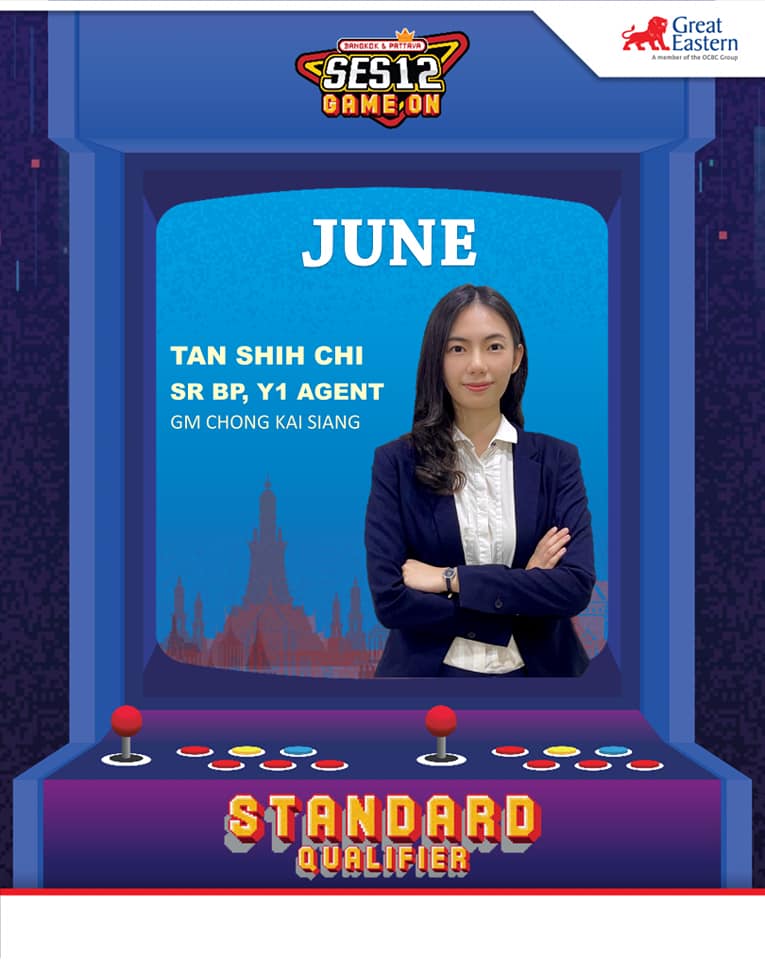 Great
Eastern
A member of the OCBC Group
BANGKOK & PATTAYA
SES12
GAME ON
JUNE
TAN SHIH CHI
SR BP, Y1 AGENT
GM CHONG KAI SIANG
STANDARD
QUALIFIER